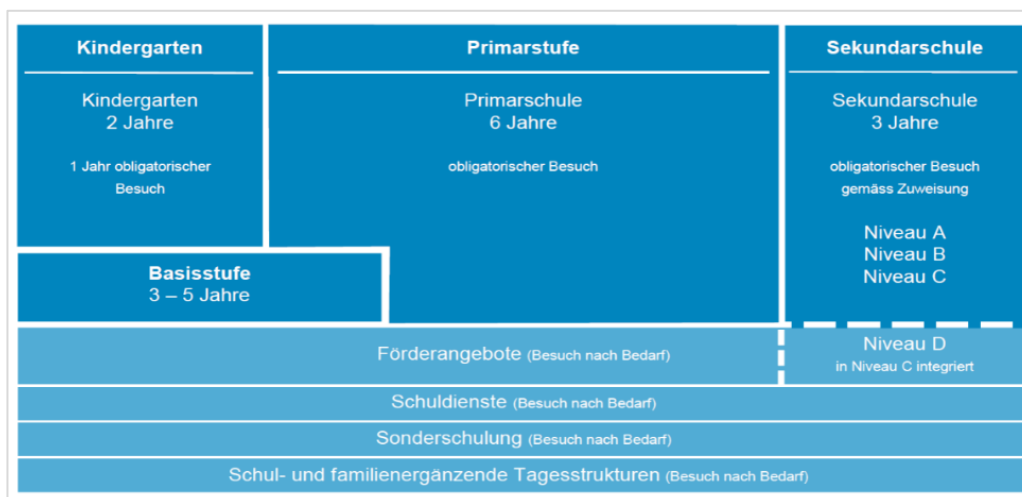 Kindergarten
Kindergarten
2 Jahre
1 Jahr obligatorischer
Besuch
Primarstufe
Primarschule
6 Jahre
obligatorischer Besuch
Sekundarschule
Sekundarschule
3 Jahre
obligatorischer Besuch
gemäss Zuweisung
Niveau A
Niveau B
Niveau C
Basisstufe
3 – 5 Jahre
Förderangebote (Besuch nach Bedarf)
Niveau D
in Niveau C integriert
Schuldienste (Besuch nach Bedarf)
Sonderschulung (Besuch nach Bedarf)
Schul- und familienergänzende Tagesstrukturen (Besuch nach Bedarf)